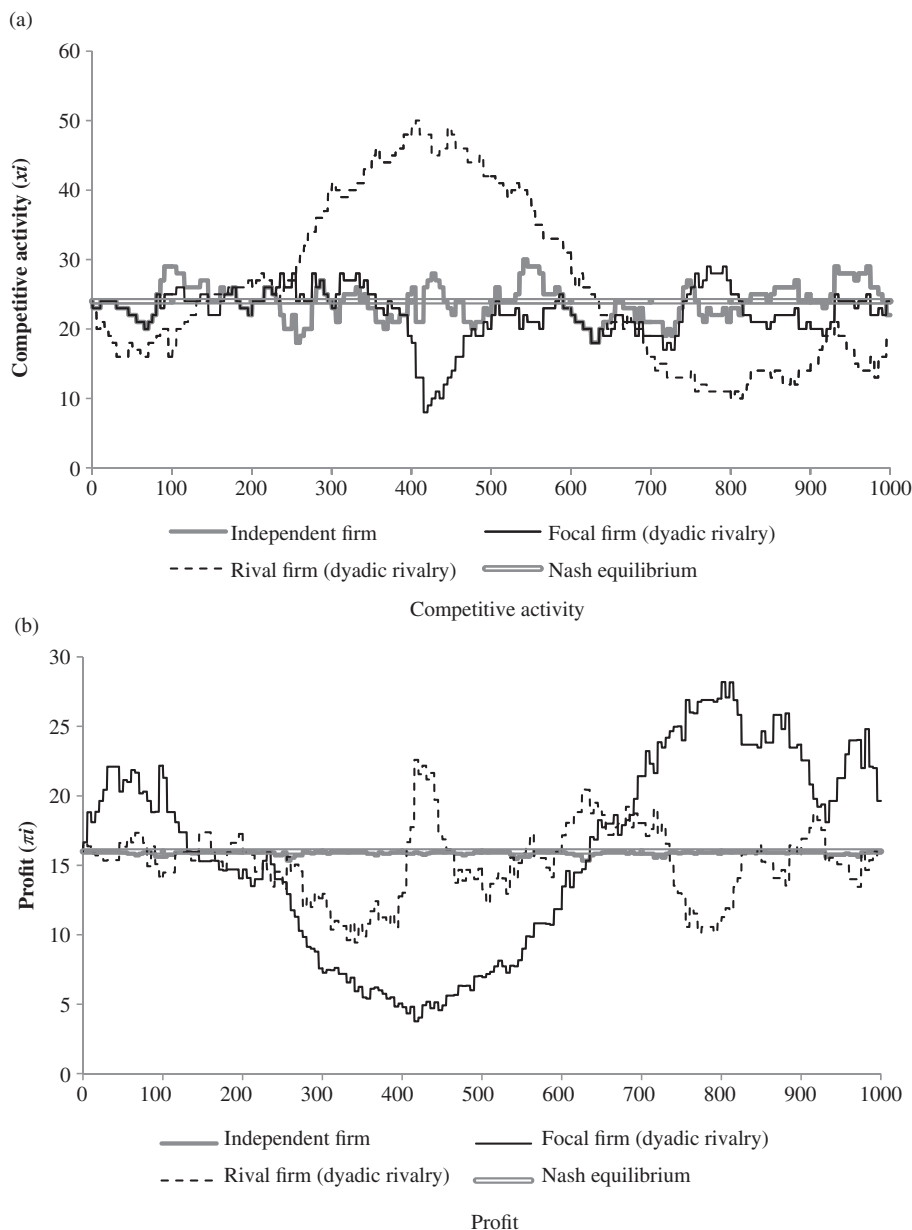 (a)
60
50
40
30
20
10
0
Competitive activity (xi)
0 100 200 300 400 500 600 700 800 900 1000
Independent firm Focal firm (dyadic rivalry)
Rival firm (dyadic rivalry) Nash equilibrium
Competitive activity
(b)
30
25
20
15
10
5
0
Profit (πi)
0 100 200 300 400 500 600 700 800 900 1000
Independent firm Focal firm (dyadic rivalry)
Rival firm (dyadic rivalry) Nash equilibrium
Profit